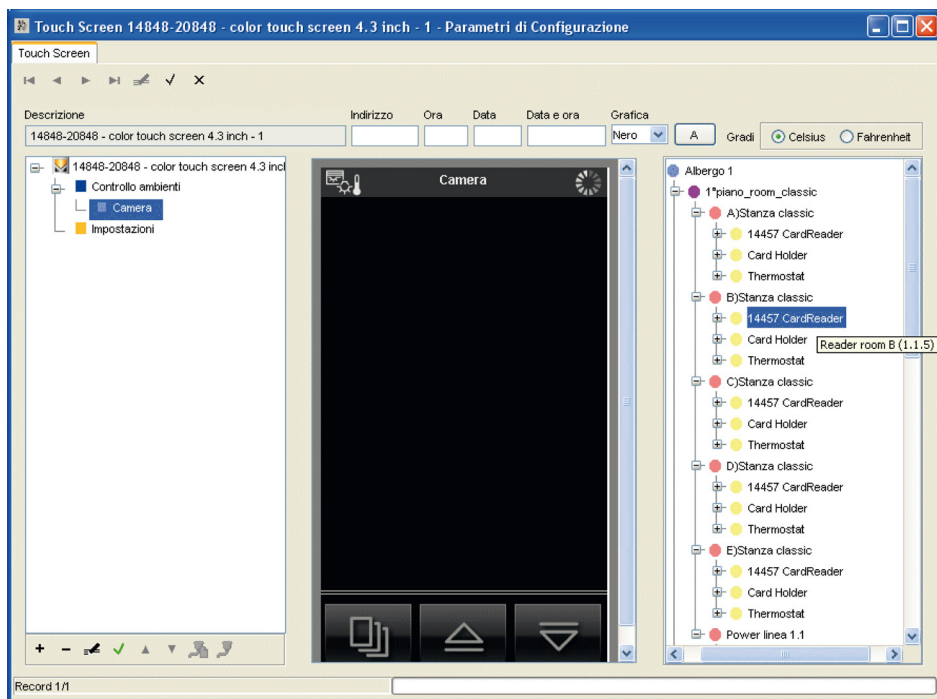 Touch Screen 14848-20848 - color touch screen 4.3 inch - 1 - Parametri di Configurazione
Touch Screen
Descrizione Indirizzo Ora Data Data e ora Grafica
14848-20848 - color touch screen 4.3 inch - 1 Nero A Gradi Celsius Fahrenheit
14848-20848 - color touch screen 4.3 incl
Controllo ambienti
Camera
Impostazioni
Camera
Albergo 1
1°piano_room_classic
A)Stanza classic
14457 CardReader
Card Holder
Thermostat
B)Stanza classic
14457 CardReader
Card Holder
Reader room B (1.1.5)
Thermostat
C)Stanza classic
14457 CardReader
Card Holder
Thermostat
D)Stanza classic
14457 CardReader
Card Holder
Thermostat
E)Stanza classic
14457 CardReader
Card Holder
Thermostat
Power linea 1.1
Record 1/1